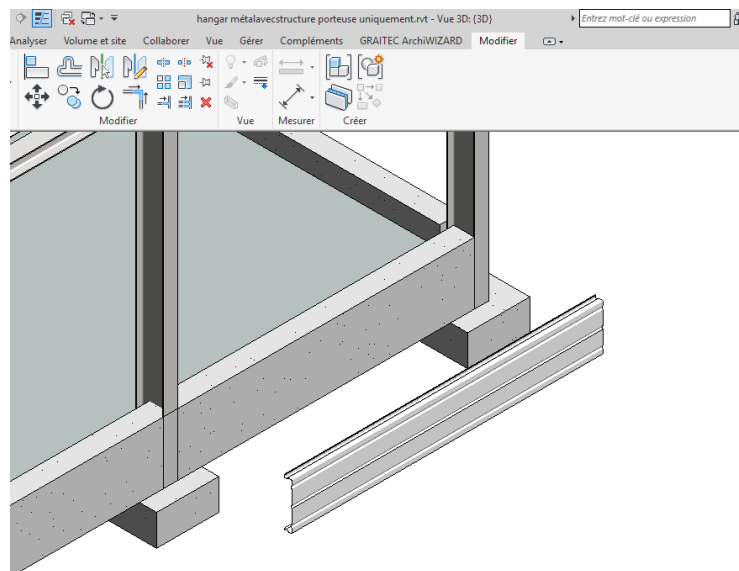 hangar métalavecstructure porteuse uniquement.rvt - Vue 3D: {3D}
Entrez mot-clé ou expression
Analyser Volume et site Collaborer Vue Gérer Compléments GRAITEC ArchiWIZARD Modifier
Modifier Vue Mesurer Créer